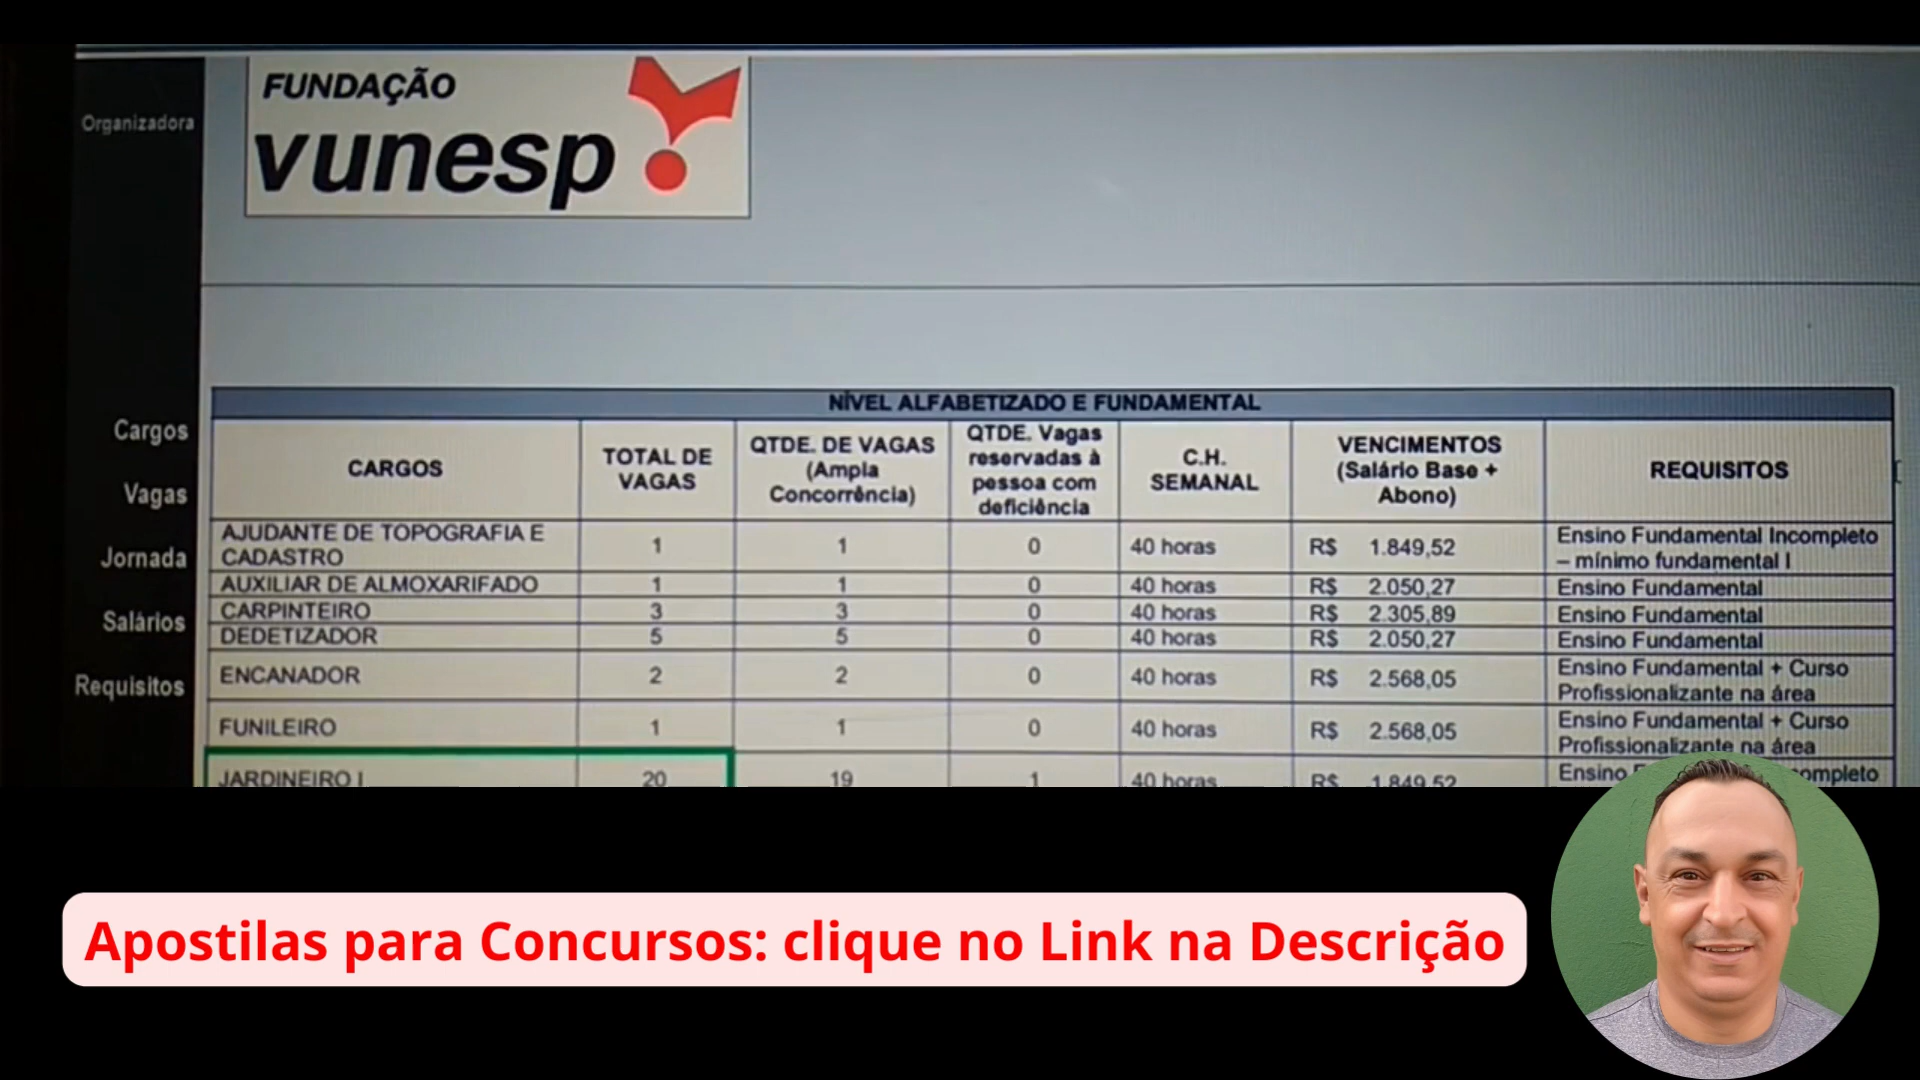 Organizadora
FUNDAÇÃO
vunesp
Cargos
Vagas
Jornada
Salários
Requisitos
NÍVEL ALFABETIZADO E FUNDAMENTAL
CARGOS
TOTAL DE
VAGAS
QTDE. DE VAGAS
(Ampla
Concorrência)
QTDE. Vagas
reservadas à
pessoa com
deficiência
C.H.
SEMANAL
VENCIMENTOS
(Salário Base +
Abono)
REQUISITOS
AJUDANTE DE TOPOGRAFIA E
CADASTRO
1 1 0 40 horas R$ 1.849,52
Ensino Fundamental Incompleto
– mínimo fundamental I
AUXILIAR DE ALMOXARIFADO 1 1 0 40 horas R$ 2.050,27 Ensino Fundamental
CARPINTEIRO 3 3 0 40 horas R$ 2.305,89 Ensino Fundamental
DEDETIZADOR 5 5 0 40 horas R$ 2.050,27 Ensino Fundamental
ENCANADOR 2 2 0 40 horas R$ 2.568,05
Ensino Fundamental + Curso
Profissionalizante na área
FUNILEIRO 1 1 0 40 horas R$ 2.568,05
Ensino Fundamental + Curso
Profissionalizante na área
JARDINEIRO I 20 19 1 40 horas R$ 1.849,52 Ensino
Apostilas para Concursos: clique no Link na Descrição